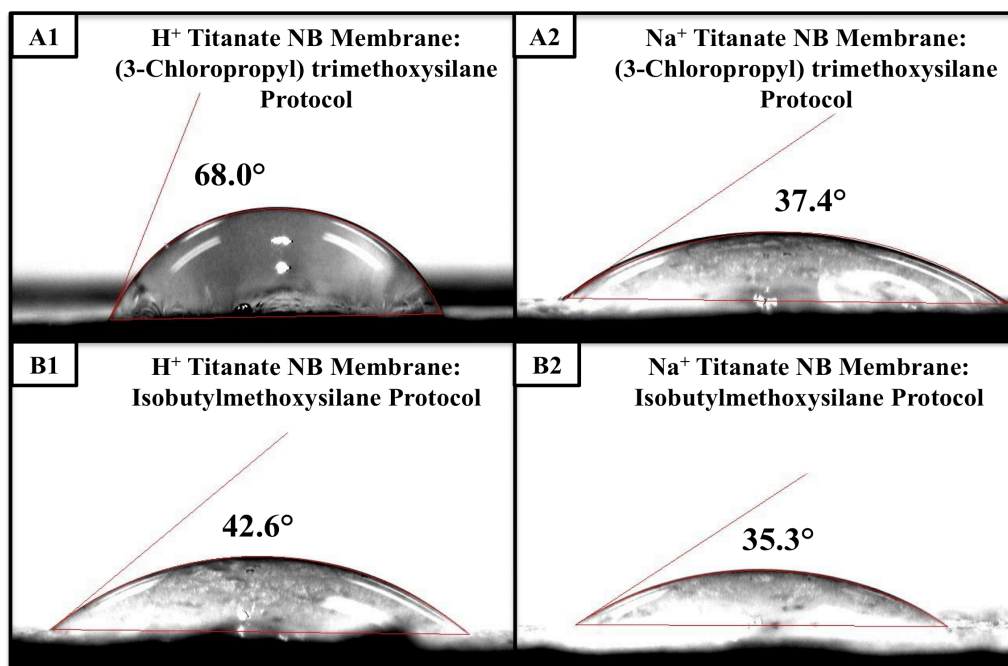 A1
H⁺ Titanate NB Membrane:
(3-Chloropropyl) trimethoxysilane
Protocol
68.0°
A2
Na⁺ Titanate NB Membrane:
(3-Chloropropyl) trimethoxysilane
Protocol
37.4°
B1
H⁺ Titanate NB Membrane:
Isobutylmethoxysilane Protocol
42.6°
B2
Na⁺ Titanate NB Membrane:
Isobutylmethoxysilane Protocol
35.3°